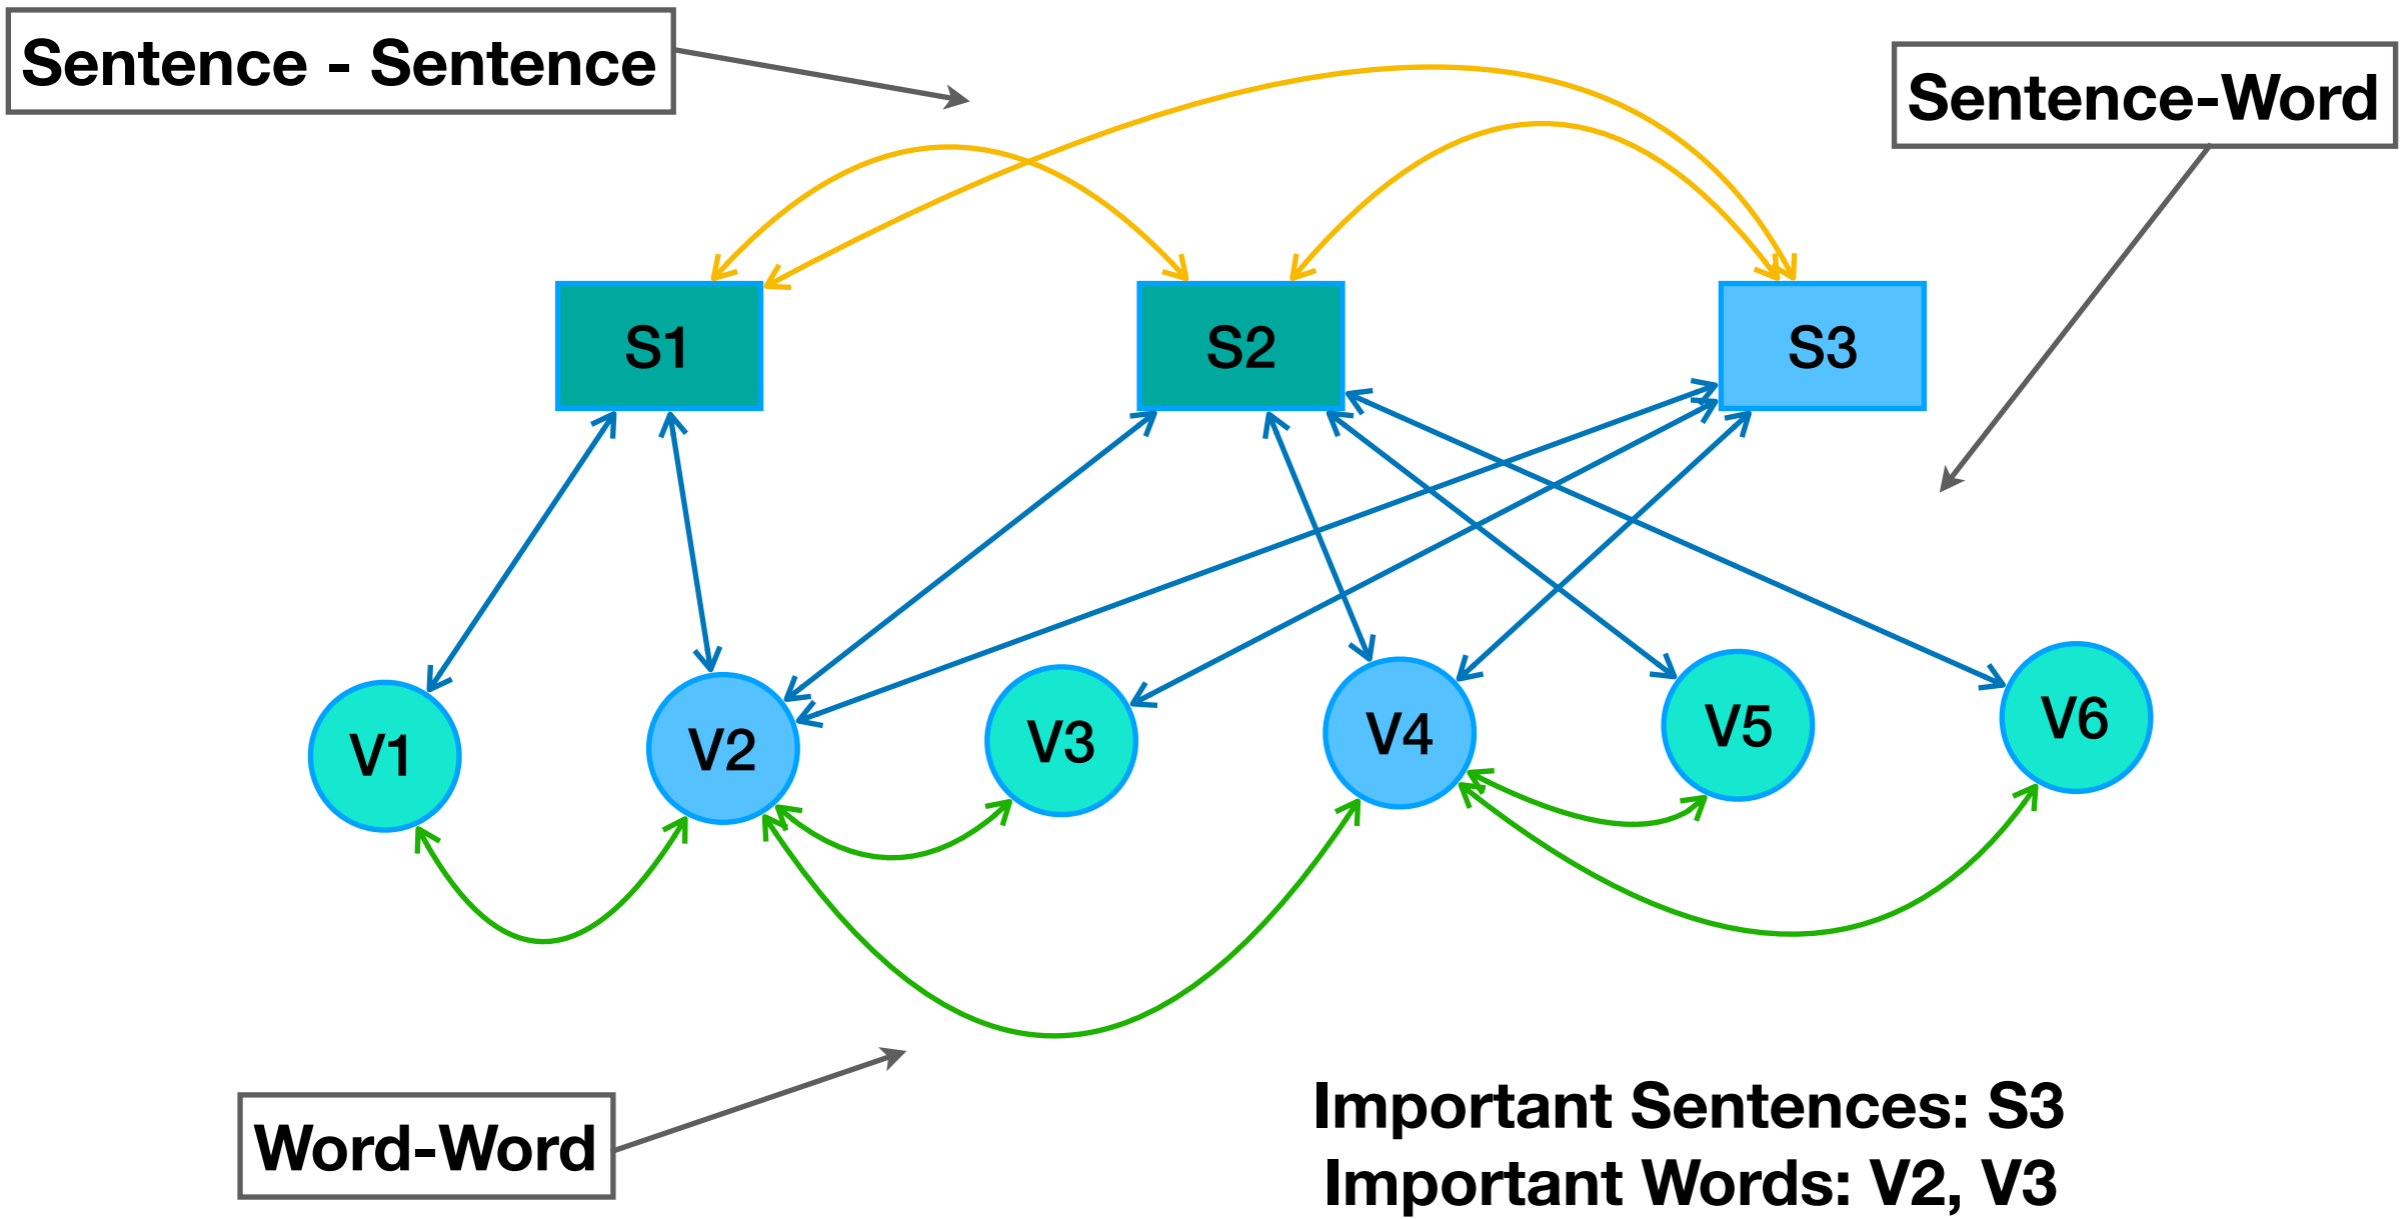 Sentence - Sentence
Sentence-Word
S1
S2
S3
V1
V2
V3
V4
V5
V6
Word-Word
Important Sentences: S3
Important Words: V2, V3